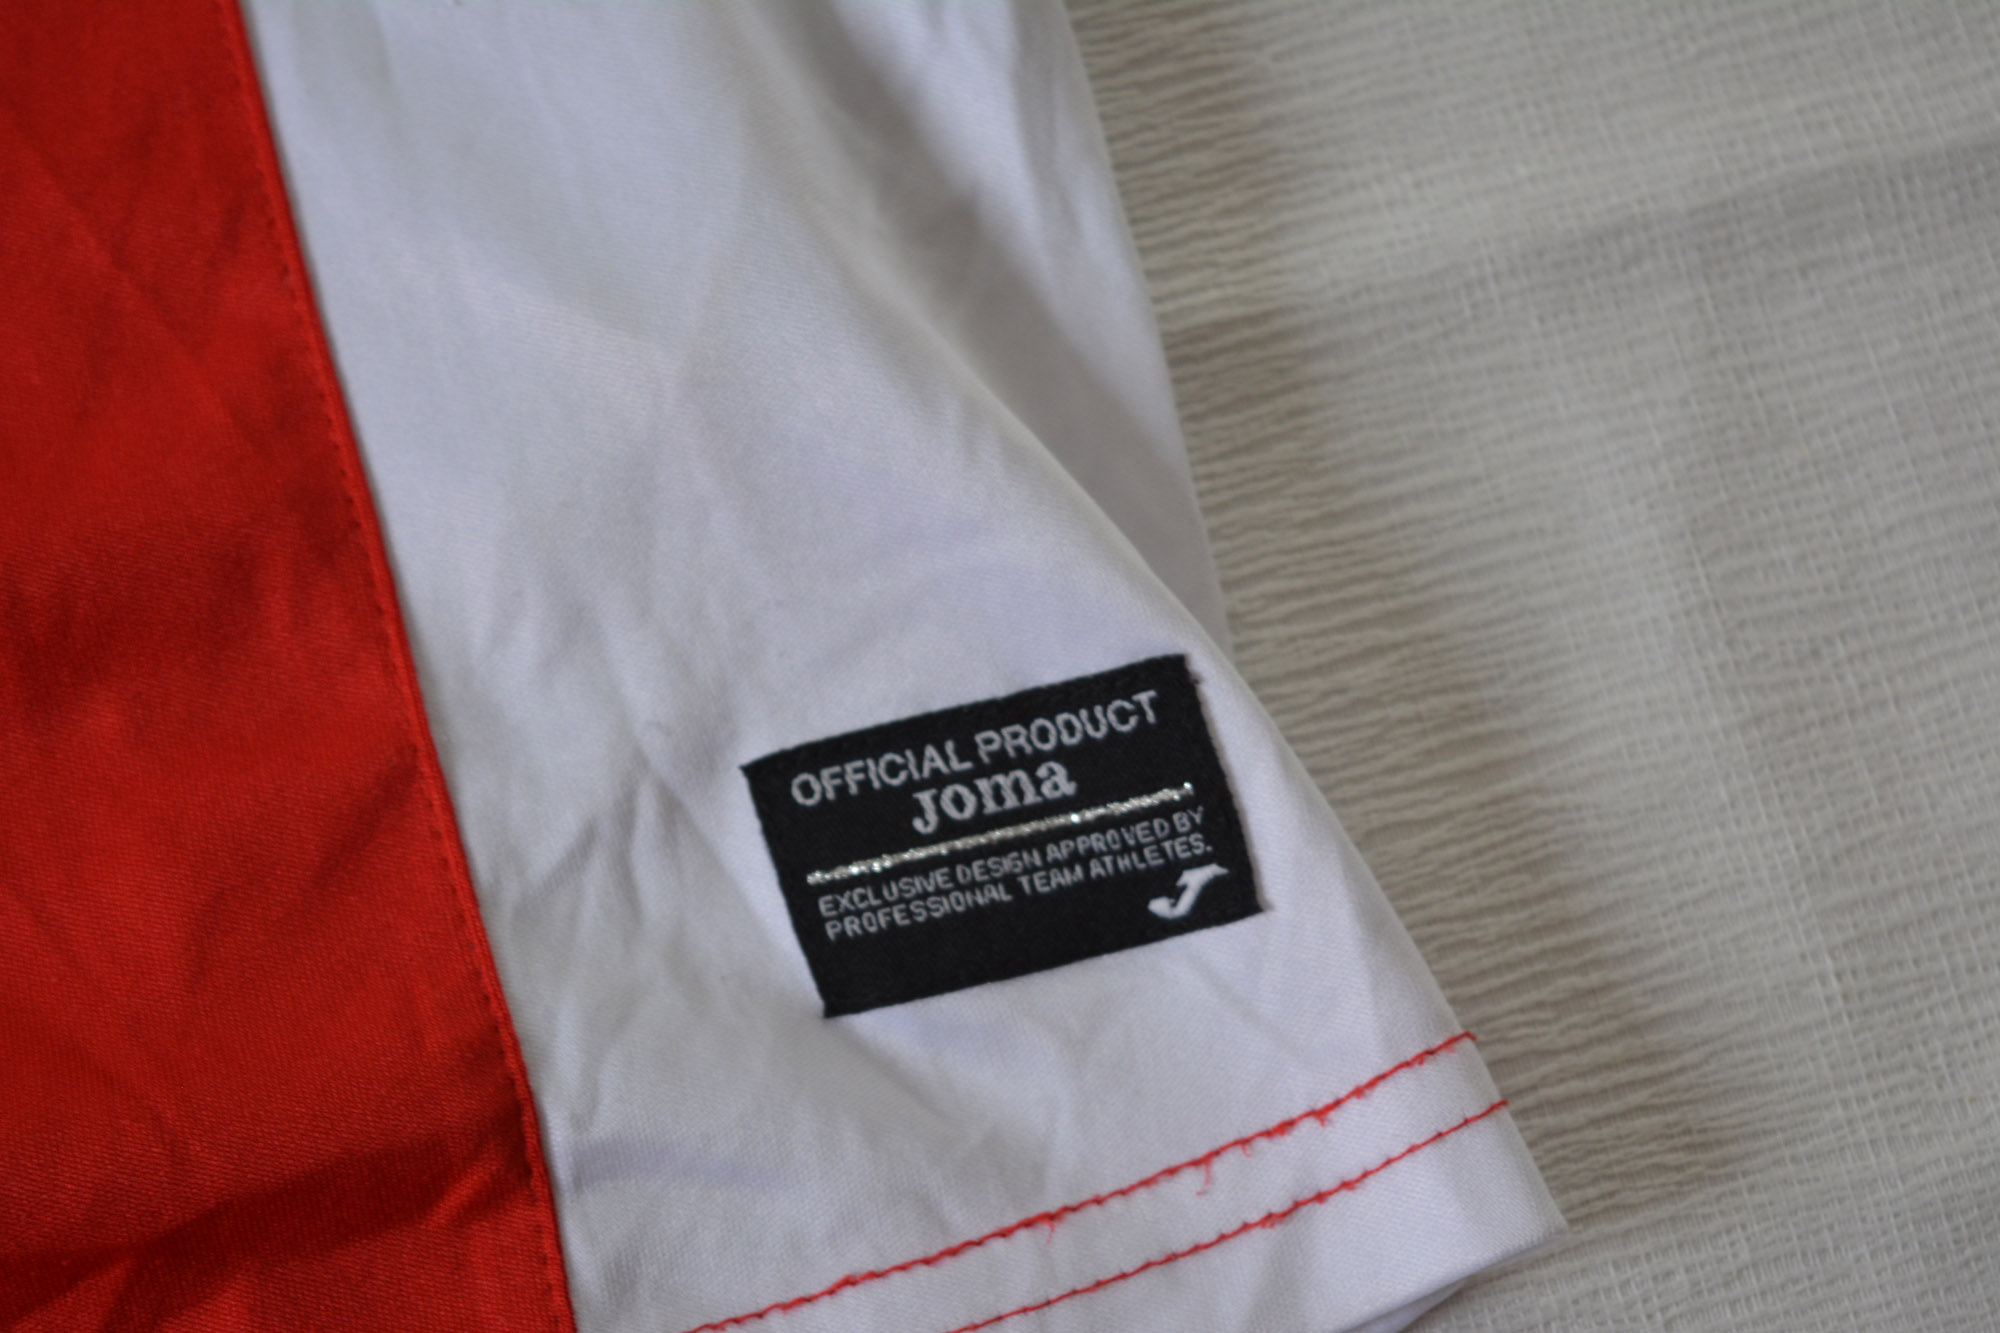 OFFICIAL PRODUCT
Joma
EXCLUSIVE DESIGN APPROVED BY
PROFESSIONAL TEAM ATHLETES.